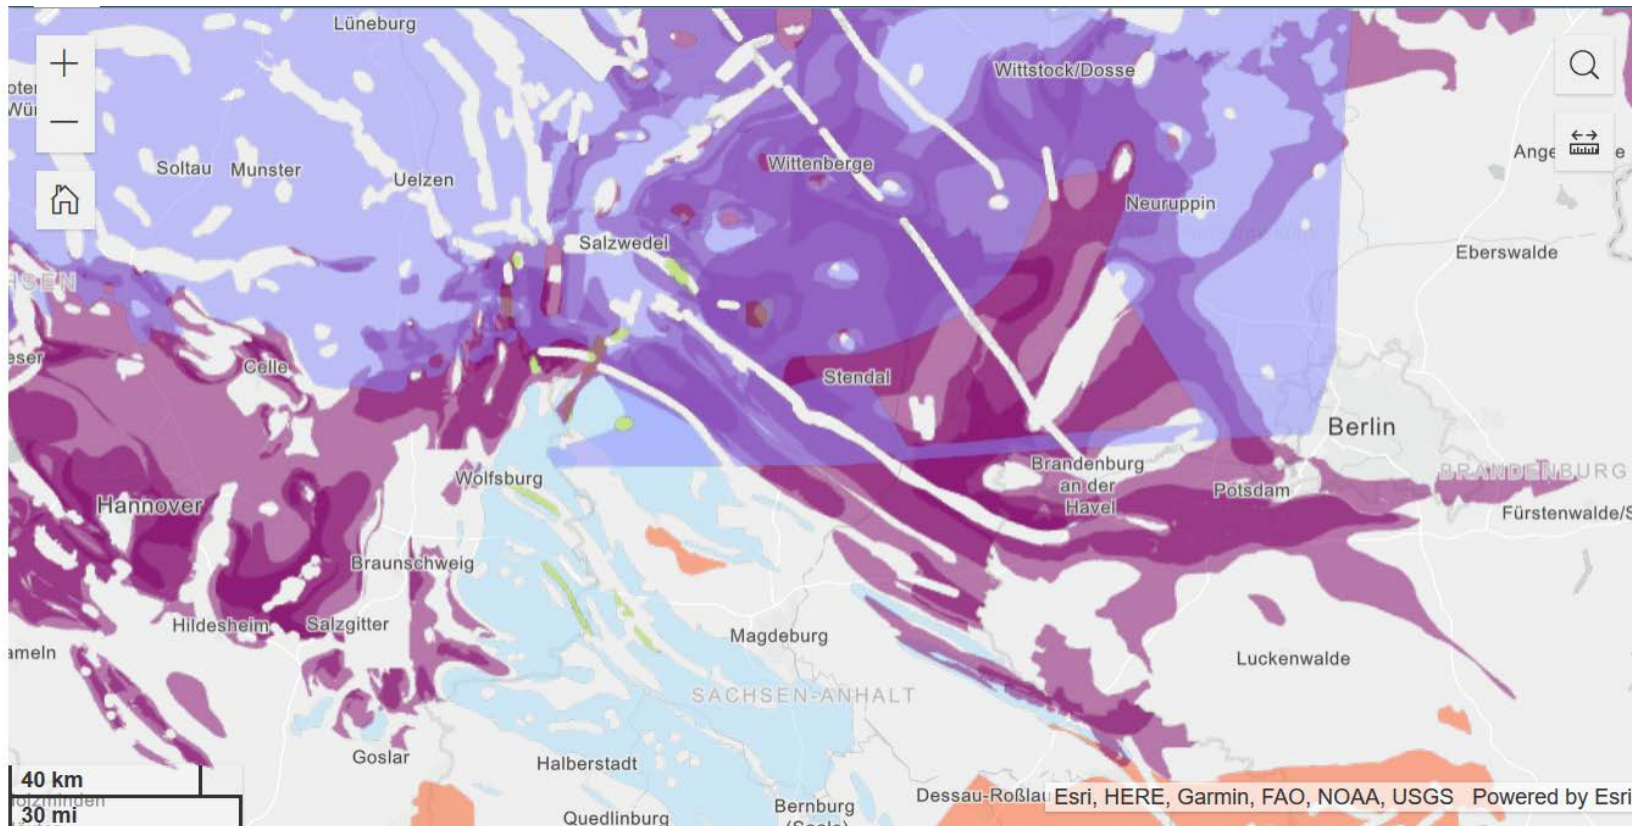 Lüneburg
Wittstock/Dosse
Soltau
Munster
Uelzen
Wittenberge
Neuruppin
Salzwedel
Eberswalde
Celle
Stendal
Berlin
Brandenburg
an der
Havel
BRANDENBURG
Wolfsburg
Potsdam
Hannover
Fürstenwalde/S
Braunschweig
Hildesheim
Salzgitter
Magdeburg
Luckenwalde
SACHSEN-ANHALT
Goslar
Halberstadt
40 km
30 mi
Quedlinburg
Bernburg
(Saale)
Dessau-Roßlau
Esri, HERE, Garmin, FAO, NOAA, USGS Powered by Esri